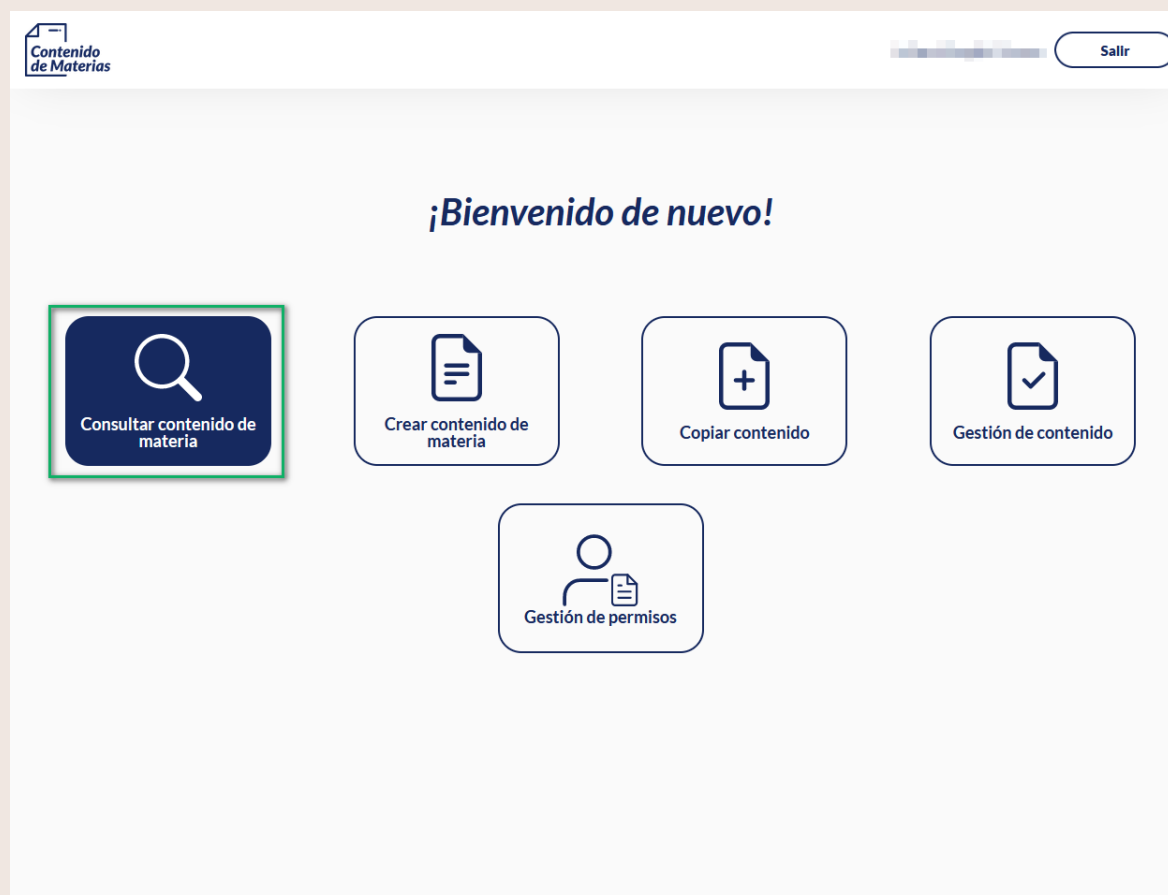 Contenido
de Materias
Salir
¡Bienvenido de nuevo!
Consultar contenido de
materia
Crear contenido de
materia
Copiar contenido
Gestión de contenido
Gestión de permisos